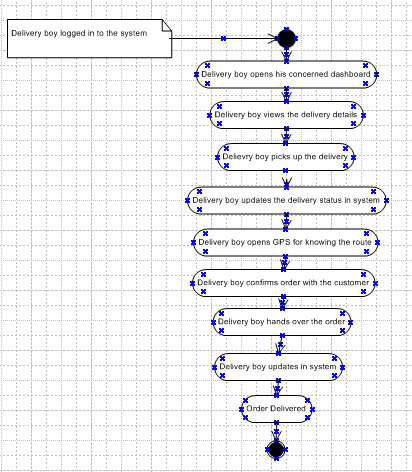 Delivery boy logged in to the system
Delivery boy opens his concerned dashboard
Delivery boy views the delivery details
Delievry boy picks up the delivery
Delivery boy updates the delivery status in system
Delivery boy opens GPS for knowing the route
Delivery boy confirms order with the customer
Delivery boy hands over the order
Delivery boy updates in system
Order Delivered